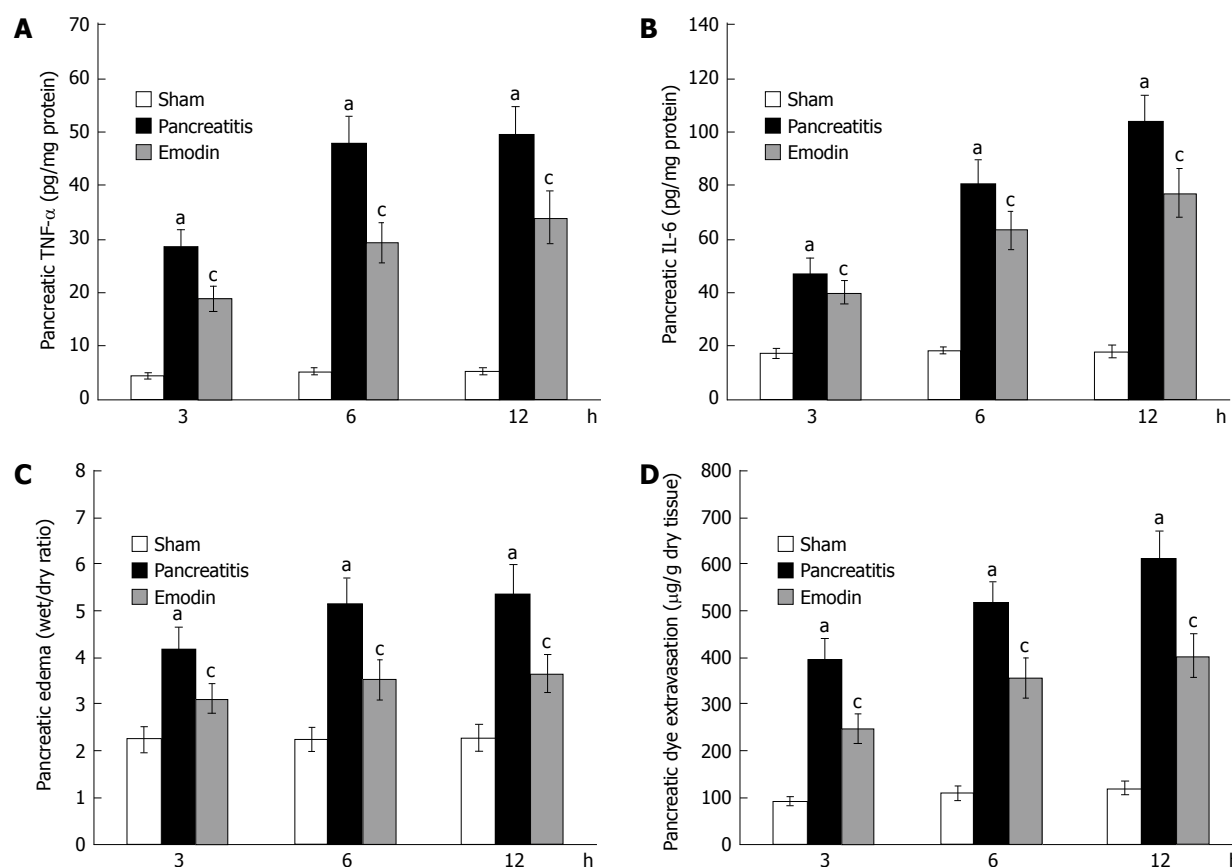 A
Pancreatic TNF-α (pg/mg protein)
70
60
50
40
30
20
10
0
Sham
Pancreatitis
Emodin
a
c
a
c
a
c
3 6 12 h
B
Pancreatic IL-6 (pg/mg protein)
140
120
100
80
60
40
20
0
Sham
Pancreatitis
Emodin
a
c
a
c
a
c
3 6 12 h
C
Pancreatic edema (wet/dry ratio)
8
7
6
5
4
3
2
1
0
Sham
Pancreatitis
Emodin
a
c
a
c
a
c
3 6 12 h
D
Pancreatic dye extravasation (μg/g dry tissue)
800
700
600
500
400
300
200
100
0
Sham
Pancreatitis
Emodin
a
c
a
c
a
c
3 6 12 h